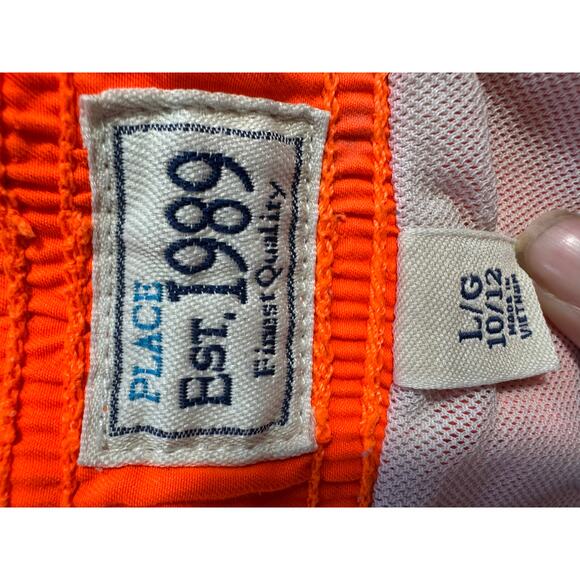 PLACE
EST. 1989
Finest Quality
L/G
10/12
MADE IN
VIETNAM